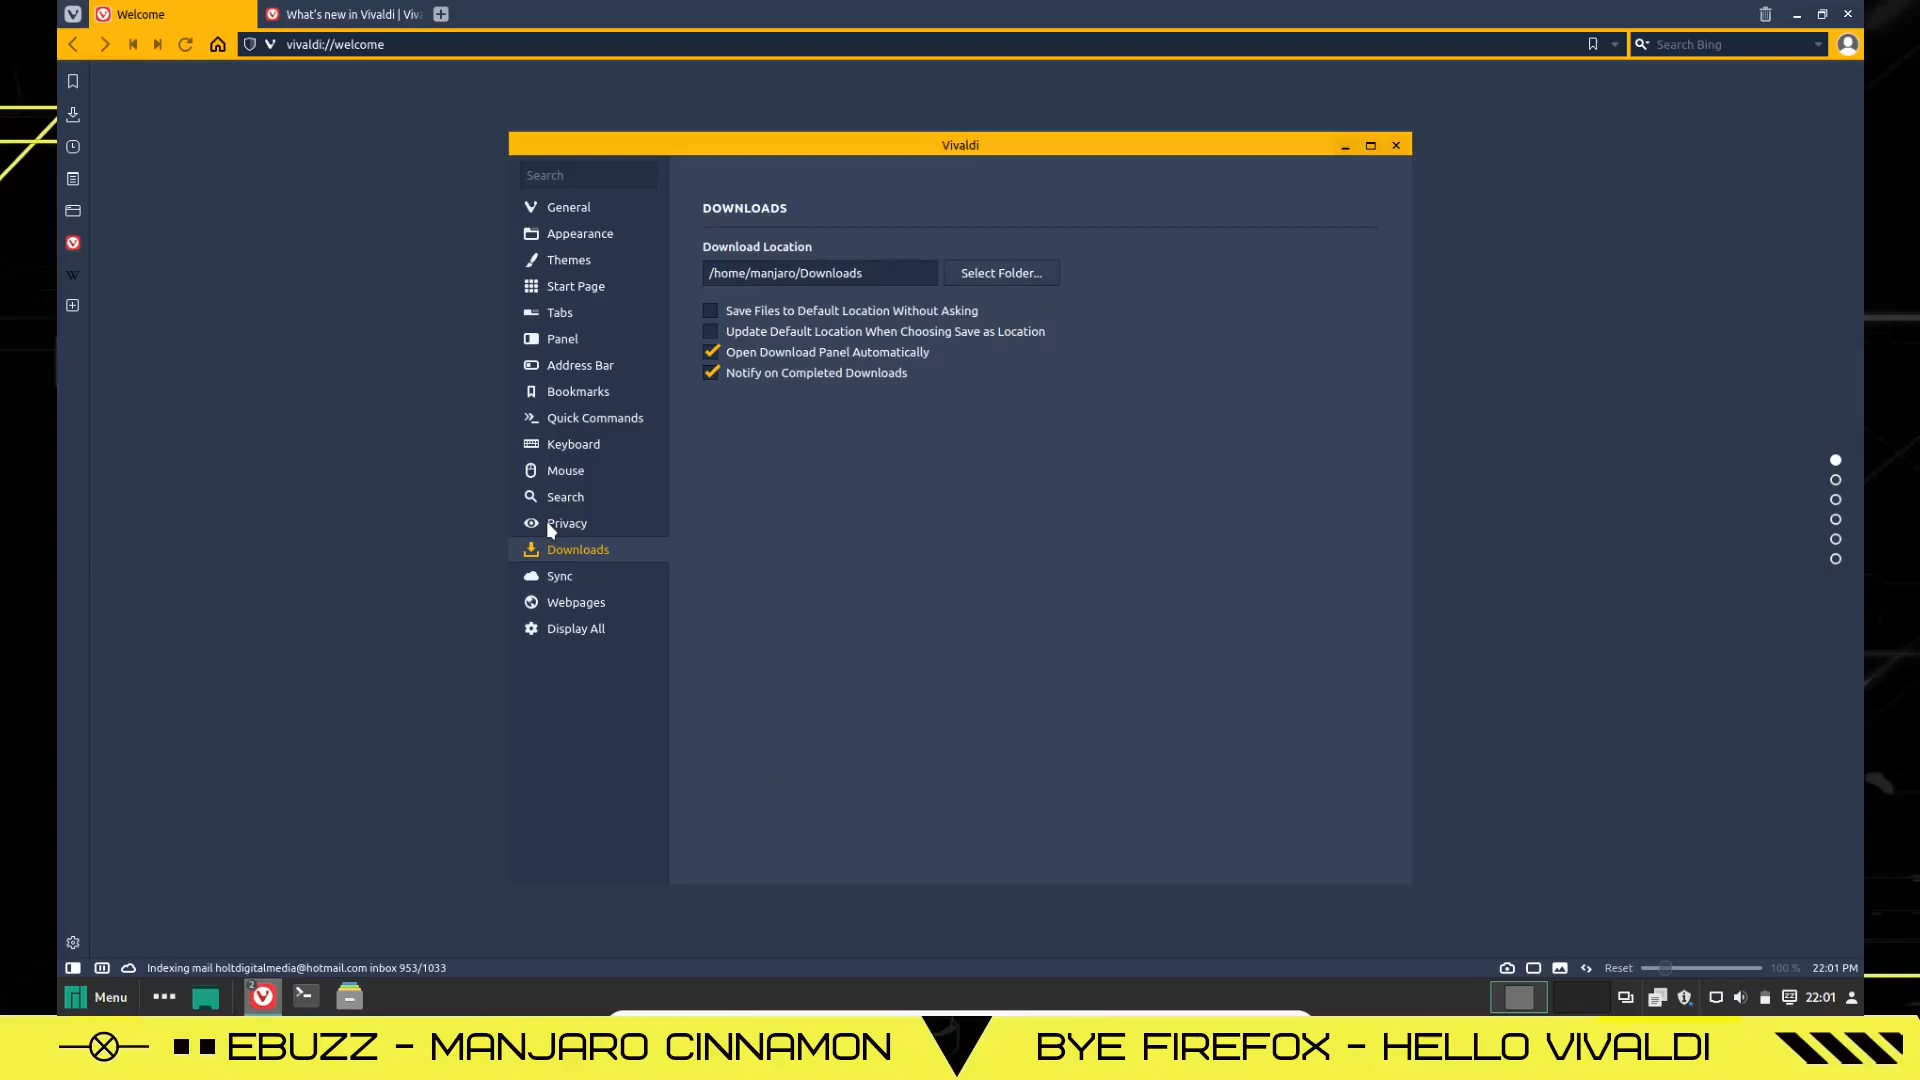 Welcome
What's new in Vivaldi | Viv
vivaldi://welcome
Search Bing
Vivaldi
Search
General
Appearance
Themes
Start Page
Tabs
Panel
Address Bar
Bookmarks
Quick Commands
Keyboard
Mouse
Search
Privacy
Downloads
Sync
Webpages
Display All
DOWNLOADS
Download Location
/home/manjaro/Downloads
Select Folder...
Save Files to Default Location Without Asking
Update Default Location When Choosing Save as Location
Open Download Panel Automatically
Notify on Completed Downloads
Indexing mail holtdigitalmedia@hotmail.com inbox 953/1033
Reset
100 %
22:01 PM
Menu
2
22:01
EBUZZ - MANJARO CINNAMON
BYE FIREFOX - HELLO VIVALDI